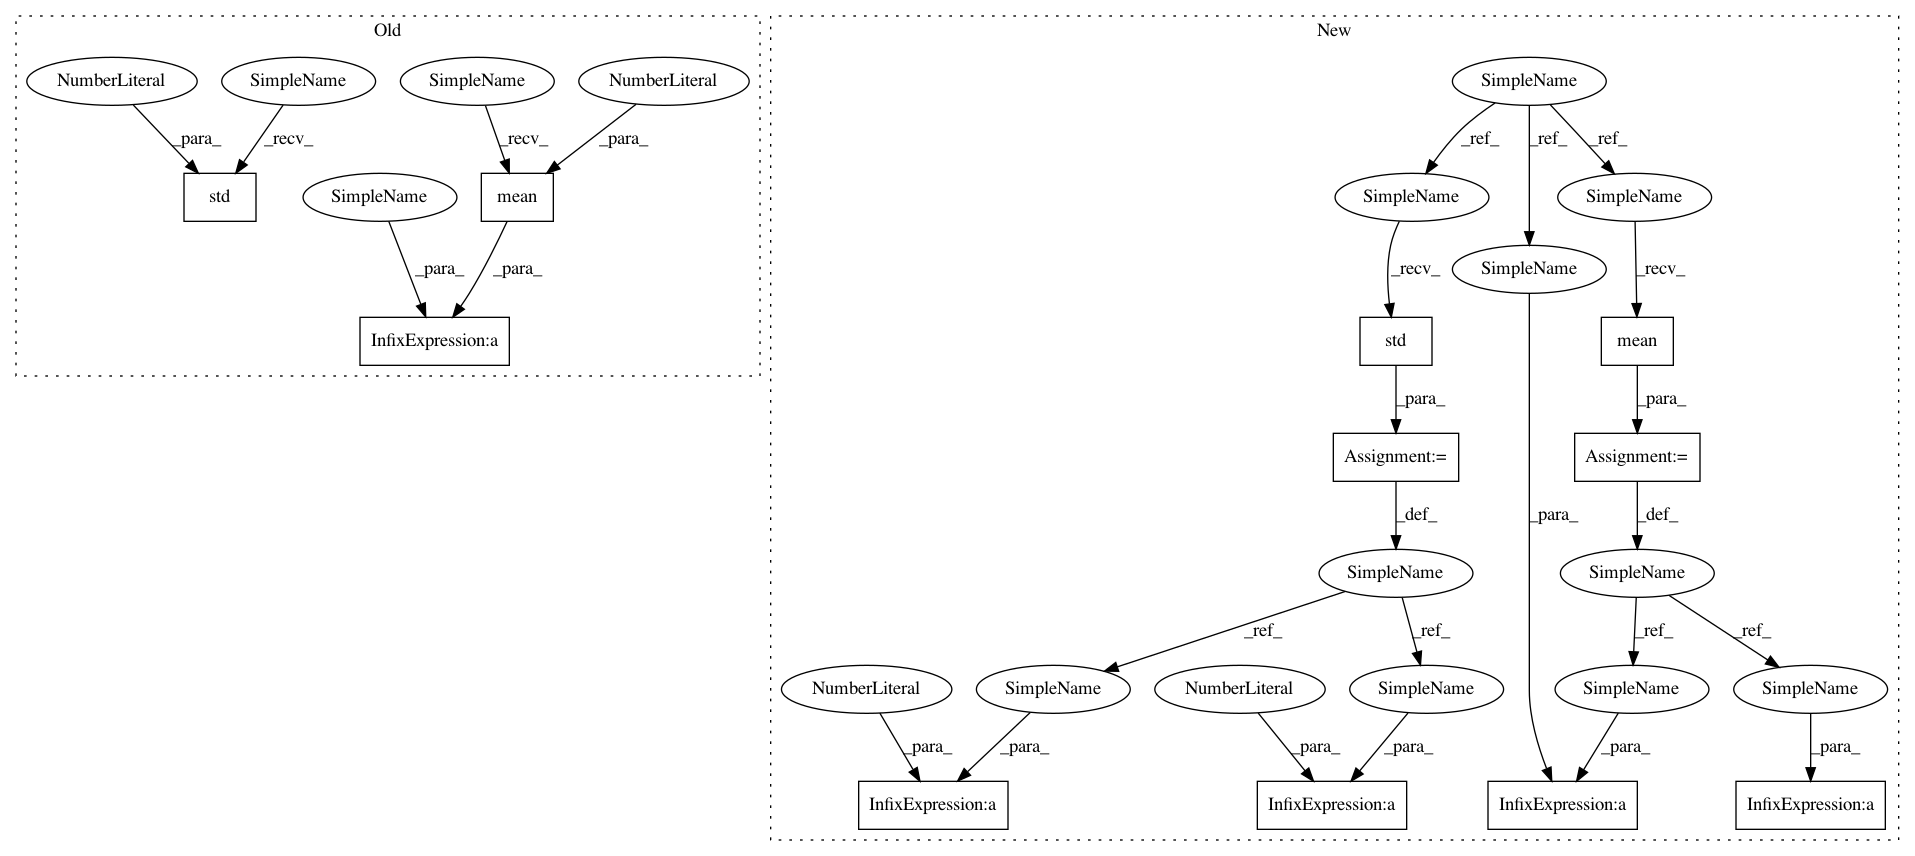 Old
New
NumberLiteral
SimpleName
SimpleName
NumberLiteral
SimpleName
_para_
_recv_
_recv_
_para_
_ref_
_ref_
_ref_
std
SimpleName
mean
SimpleName
SimpleName
_para_
_para_
_recv_
SimpleName
_recv_
InfixExpression:a
std
mean
_para_
_para_
Assignment:=
Assignment:=
_def_
_para_
_def_
SimpleName
SimpleName
_ref_
_ref_
_ref_
_ref_
NumberLiteral
SimpleName
NumberLiteral
SimpleName
SimpleName
SimpleName
_para_
_para_
_para_
_para_
_para_
_para_
InfixExpression:a
InfixExpression:a
InfixExpression:a
InfixExpression:a